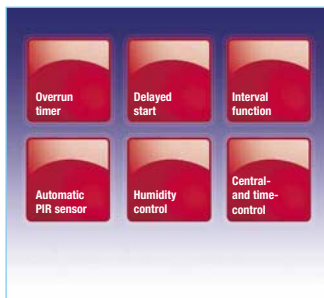 Overrun
timer
Delayed
start
Interval
function
Automatic
PIR sensor
Humidity
control
Central-
and time-
control